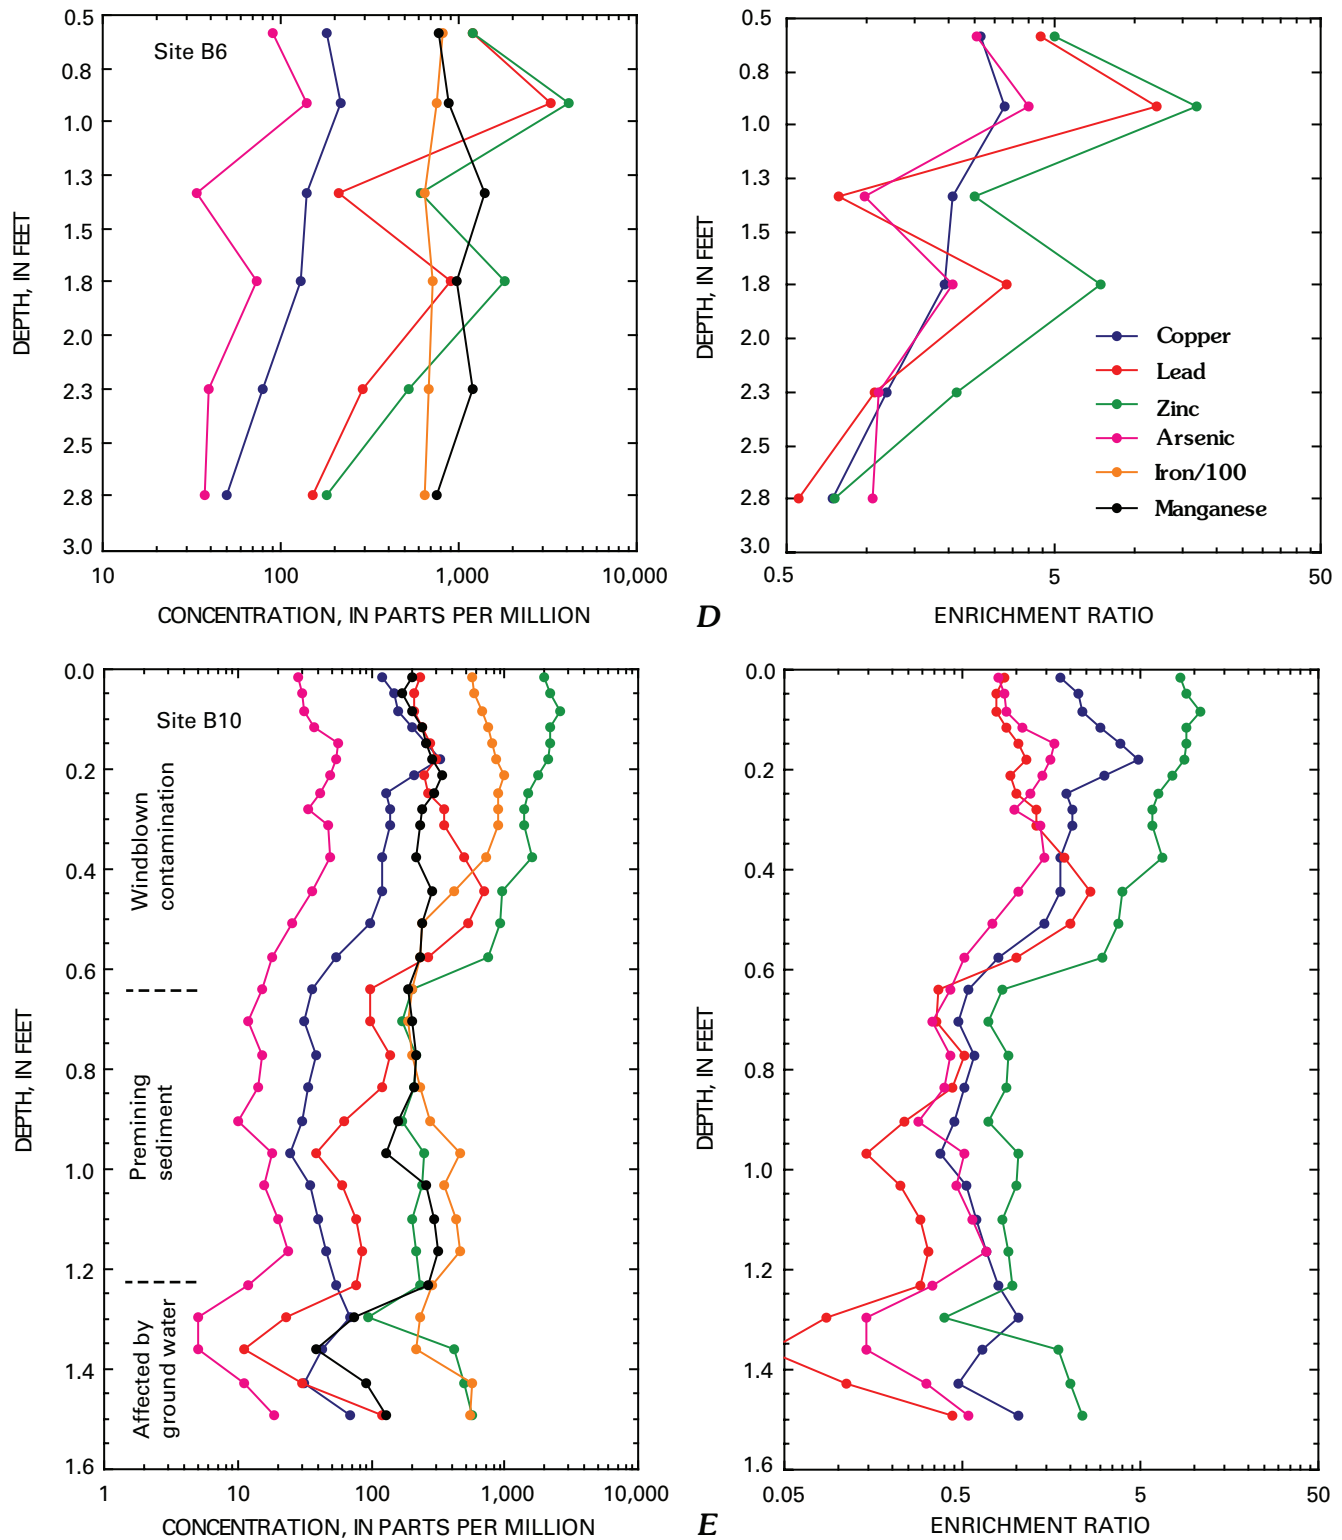 0.5
0.8
1.0
1.3
1.5
1.8
2.0
2.3
2.5
2.8
3.0
DEPTH, IN FEET
Site B6
10
100
1,000
10,000
CONCENTRATION, IN PARTS PER MILLION
0.5
0.8
1.0
1.3
1.5
1.8
2.0
2.3
2.5
2.8
3.0
DEPTH, IN FEET
Copper
Lead
Zinc
Arsenic
Iron/100
Manganese
0.5
5
50
D
ENRICHMENT RATIO
0.0
0.2
0.4
0.6
0.8
1.0
1.2
1.4
1.6
DEPTH, IN FEET
Site B10
Windblown
contamination
Premining
sediment
Affected by
ground water
1
10
100
1,000
10,000
CONCENTRATION, IN PARTS PER MILLION
0.0
0.2
0.4
0.6
0.8
1.0
1.2
1.4
1.6
DEPTH, IN FEET
0.05
0.5
5
50
E
ENRICHMENT RATIO